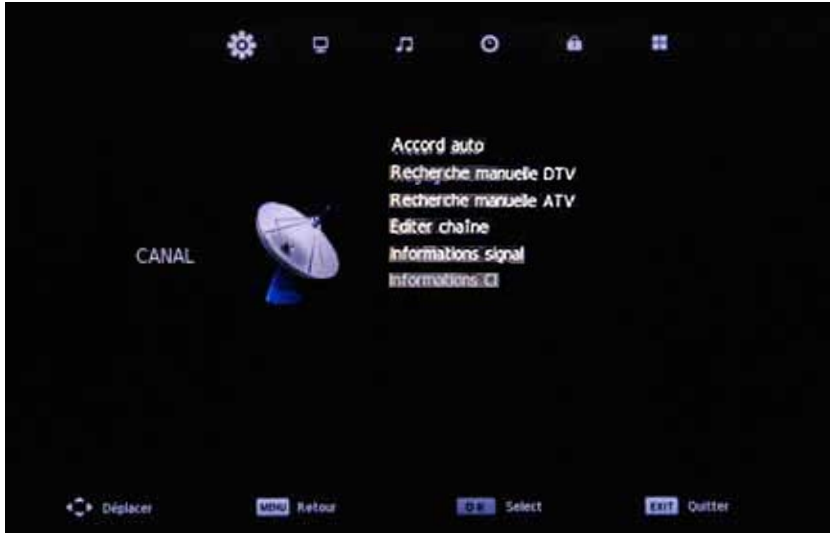 Accord auto
Recherche manuelle DTV
Recherche manuelle ATV
Editer chaîne
CANAL
Informations signal
Informations CI
Déplacer MENU Retour OK Select EXIT Quitter